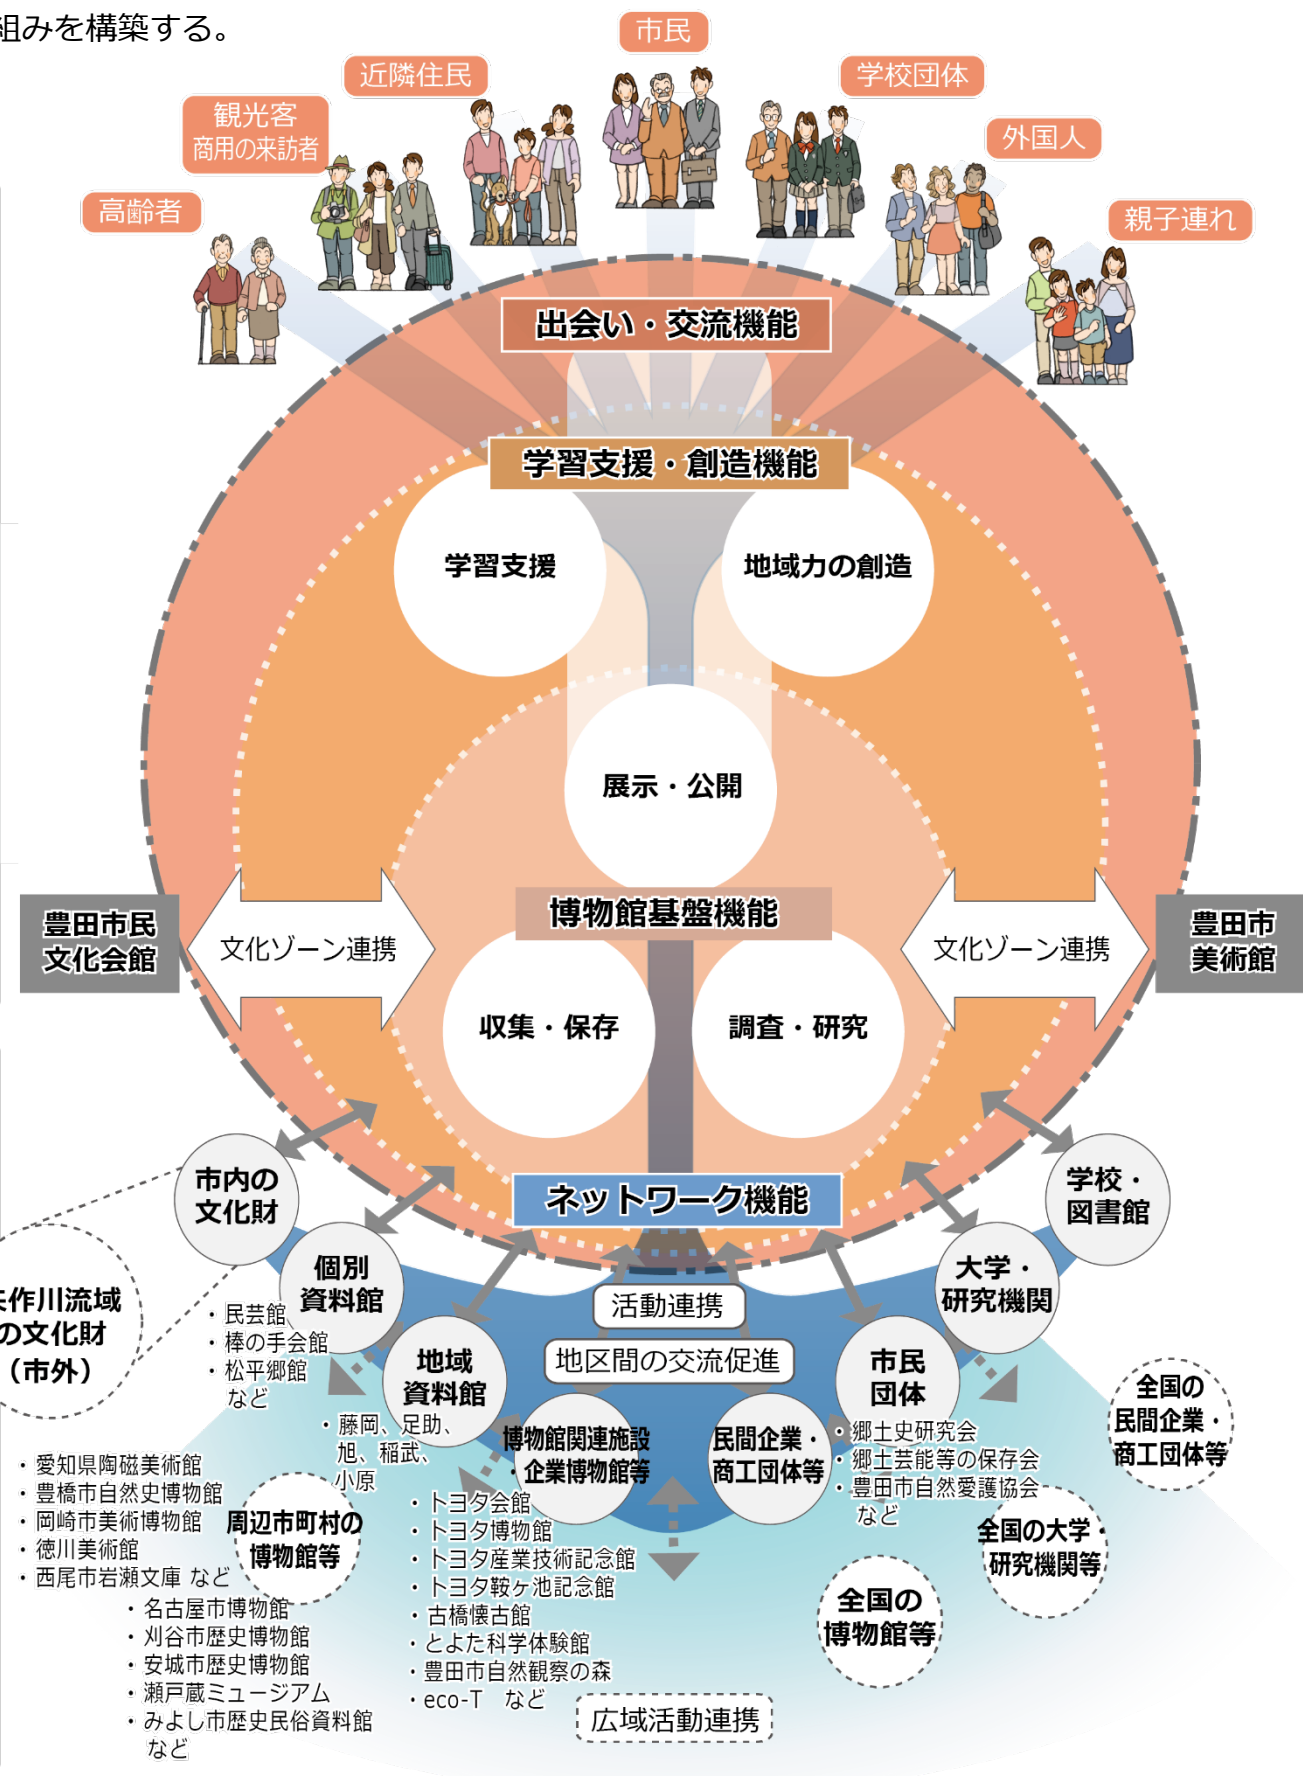 組みを構築する。
市民
近隣住民
学校団体
観光客
商用の来訪者
外国人
高齢者
親子連れ
出会い・交流機能
学習支援・創造機能
学習支援
地域力の創造
展示・公開
博物館基盤機能
豊田市民
文化会館
文化ゾーン連携
文化ゾーン連携
豊田市
美術館
収集・保存
調査・研究
ネットワーク機能
市内の
文化財
学校・
図書館
個別
資料館
・民芸館
・棒の手会館
・松平郷館
など
大学・
研究機関
作川流域
の文化財
（市外）
活動連携
地区間の交流促進
地域
資料館
・藤岡、足助、
旭、稲武、
小原
市民
団体
・郷土史研究会
・郷土芸能等の保存会
・豊田市自然愛護協会
など
博物館関連施設
・企業博物館等
民間企業・
商工団体等
全国の
民間企業・
商工団体等
・愛知県陶磁美術館
・豊橋市自然史博物館
・岡崎市美術博物館
・徳川美術館
・西尾市岩瀬文庫 など
周辺市町村の
博物館等
・名古屋市博物館
・刈谷市歴史博物館
・安城市歴史博物館
・瀬戸蔵ミュージアム
・みよし市歴史民俗資料館
など
・トヨタ会館
・トヨタ博物館
・トヨタ産業技術記念館
・トヨタ鞍ヶ池記念館
・古橋懐古館
・とよた科学体験館
・豊田市自然観察の森
・eco-T など
全国の大学・
研究機関等
全国の
博物館等
広域活動連携